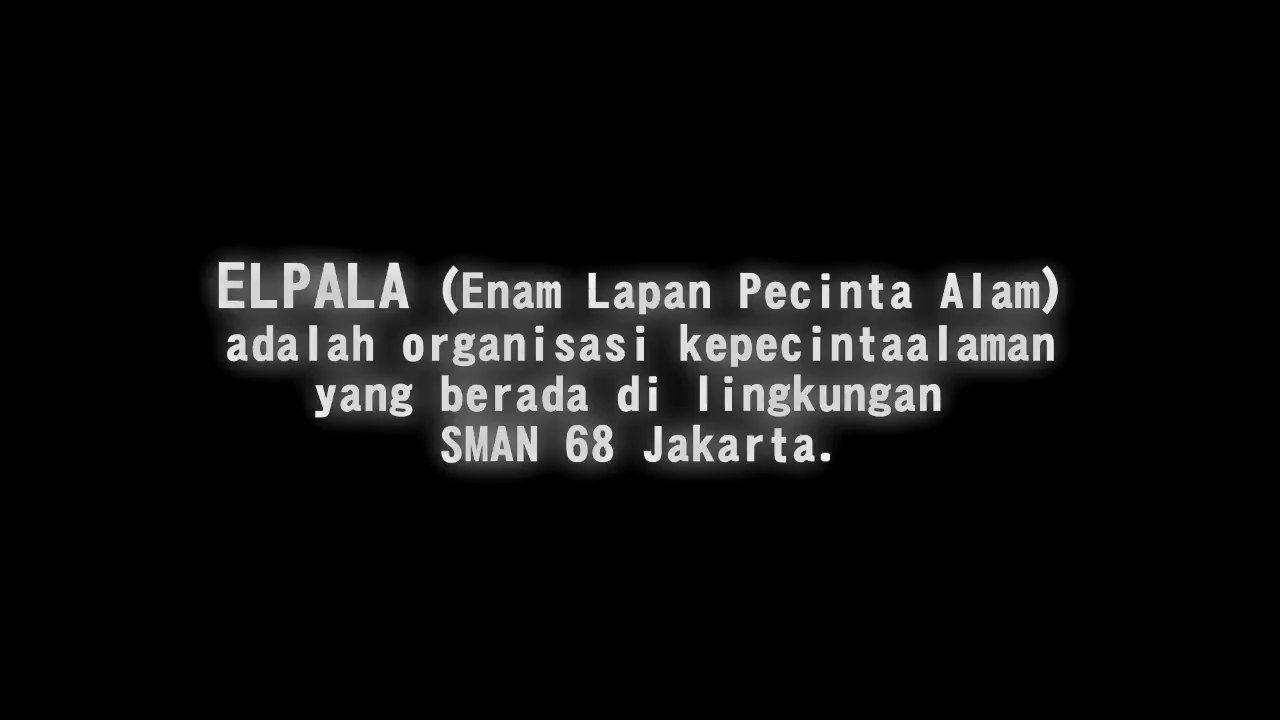 ELPALA (Enam Lapan Pecinta Alam)
adalah organisasi kepecintaalaman
yang berada di lingkungan
SMAN 68 Jakarta.